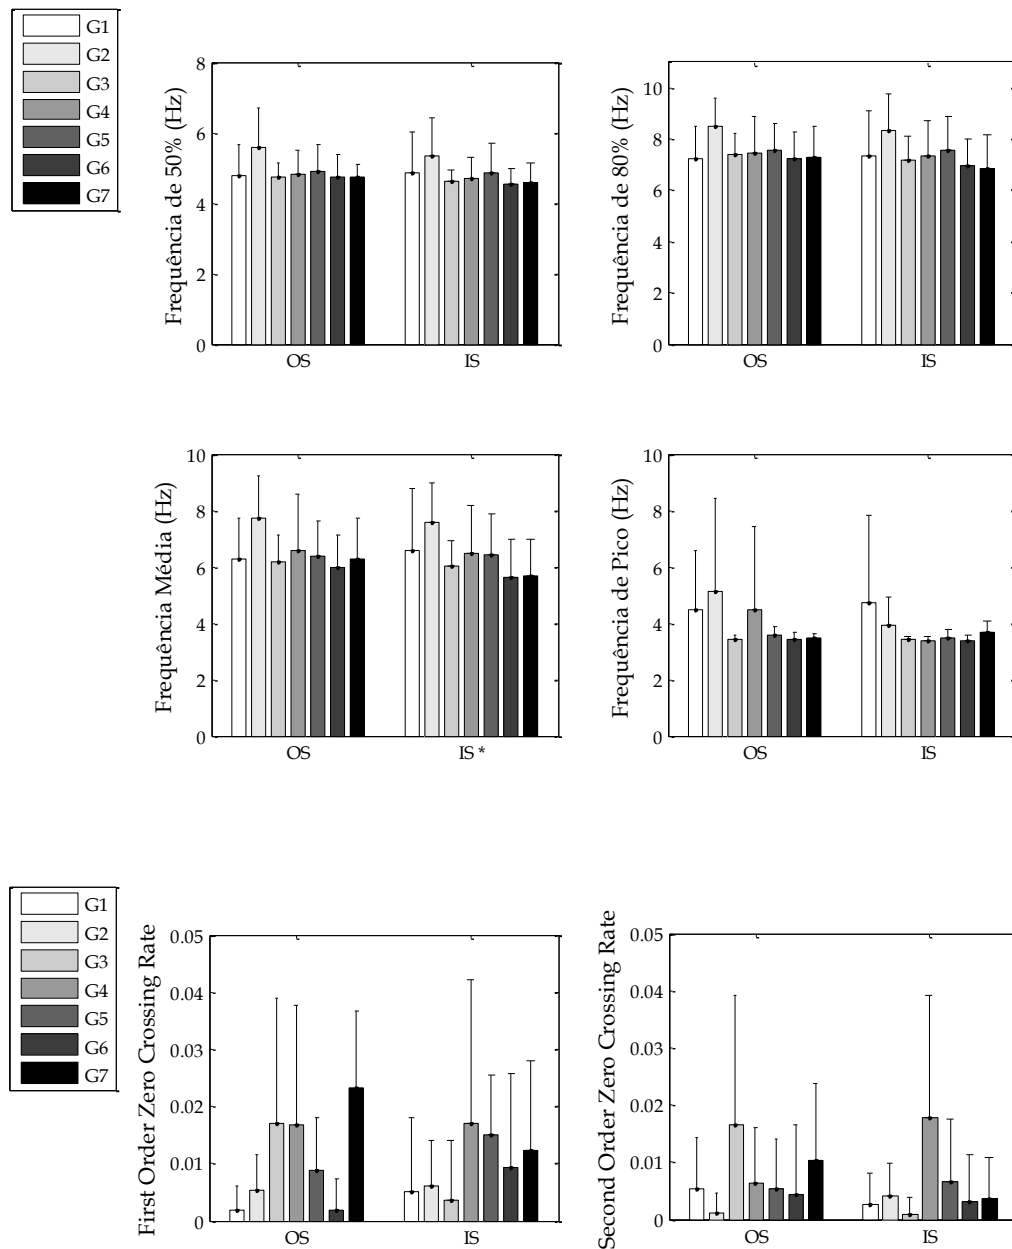 G1
G2
G3
G4
G5
G6
G7
Frequência de 50% (Hz)
8
6
4
2
0
OS IS
Frequência de 80% (Hz)
10
8
6
4
2
0
OS IS
Frequência Média (Hz)
10
8
6
4
2
0
OS IS *
Frequência de Pico (Hz)
10
8
6
4
2
0
OS IS
G1
G2
G3
G4
G5
G6
G7
First Order Zero Crossing Rate
0.05
0.04
0.03
0.02
0.01
0
OS IS
Second Order Zero Crossing Rate
0.05
0.04
0.03
0.02
0.01
0
OS IS